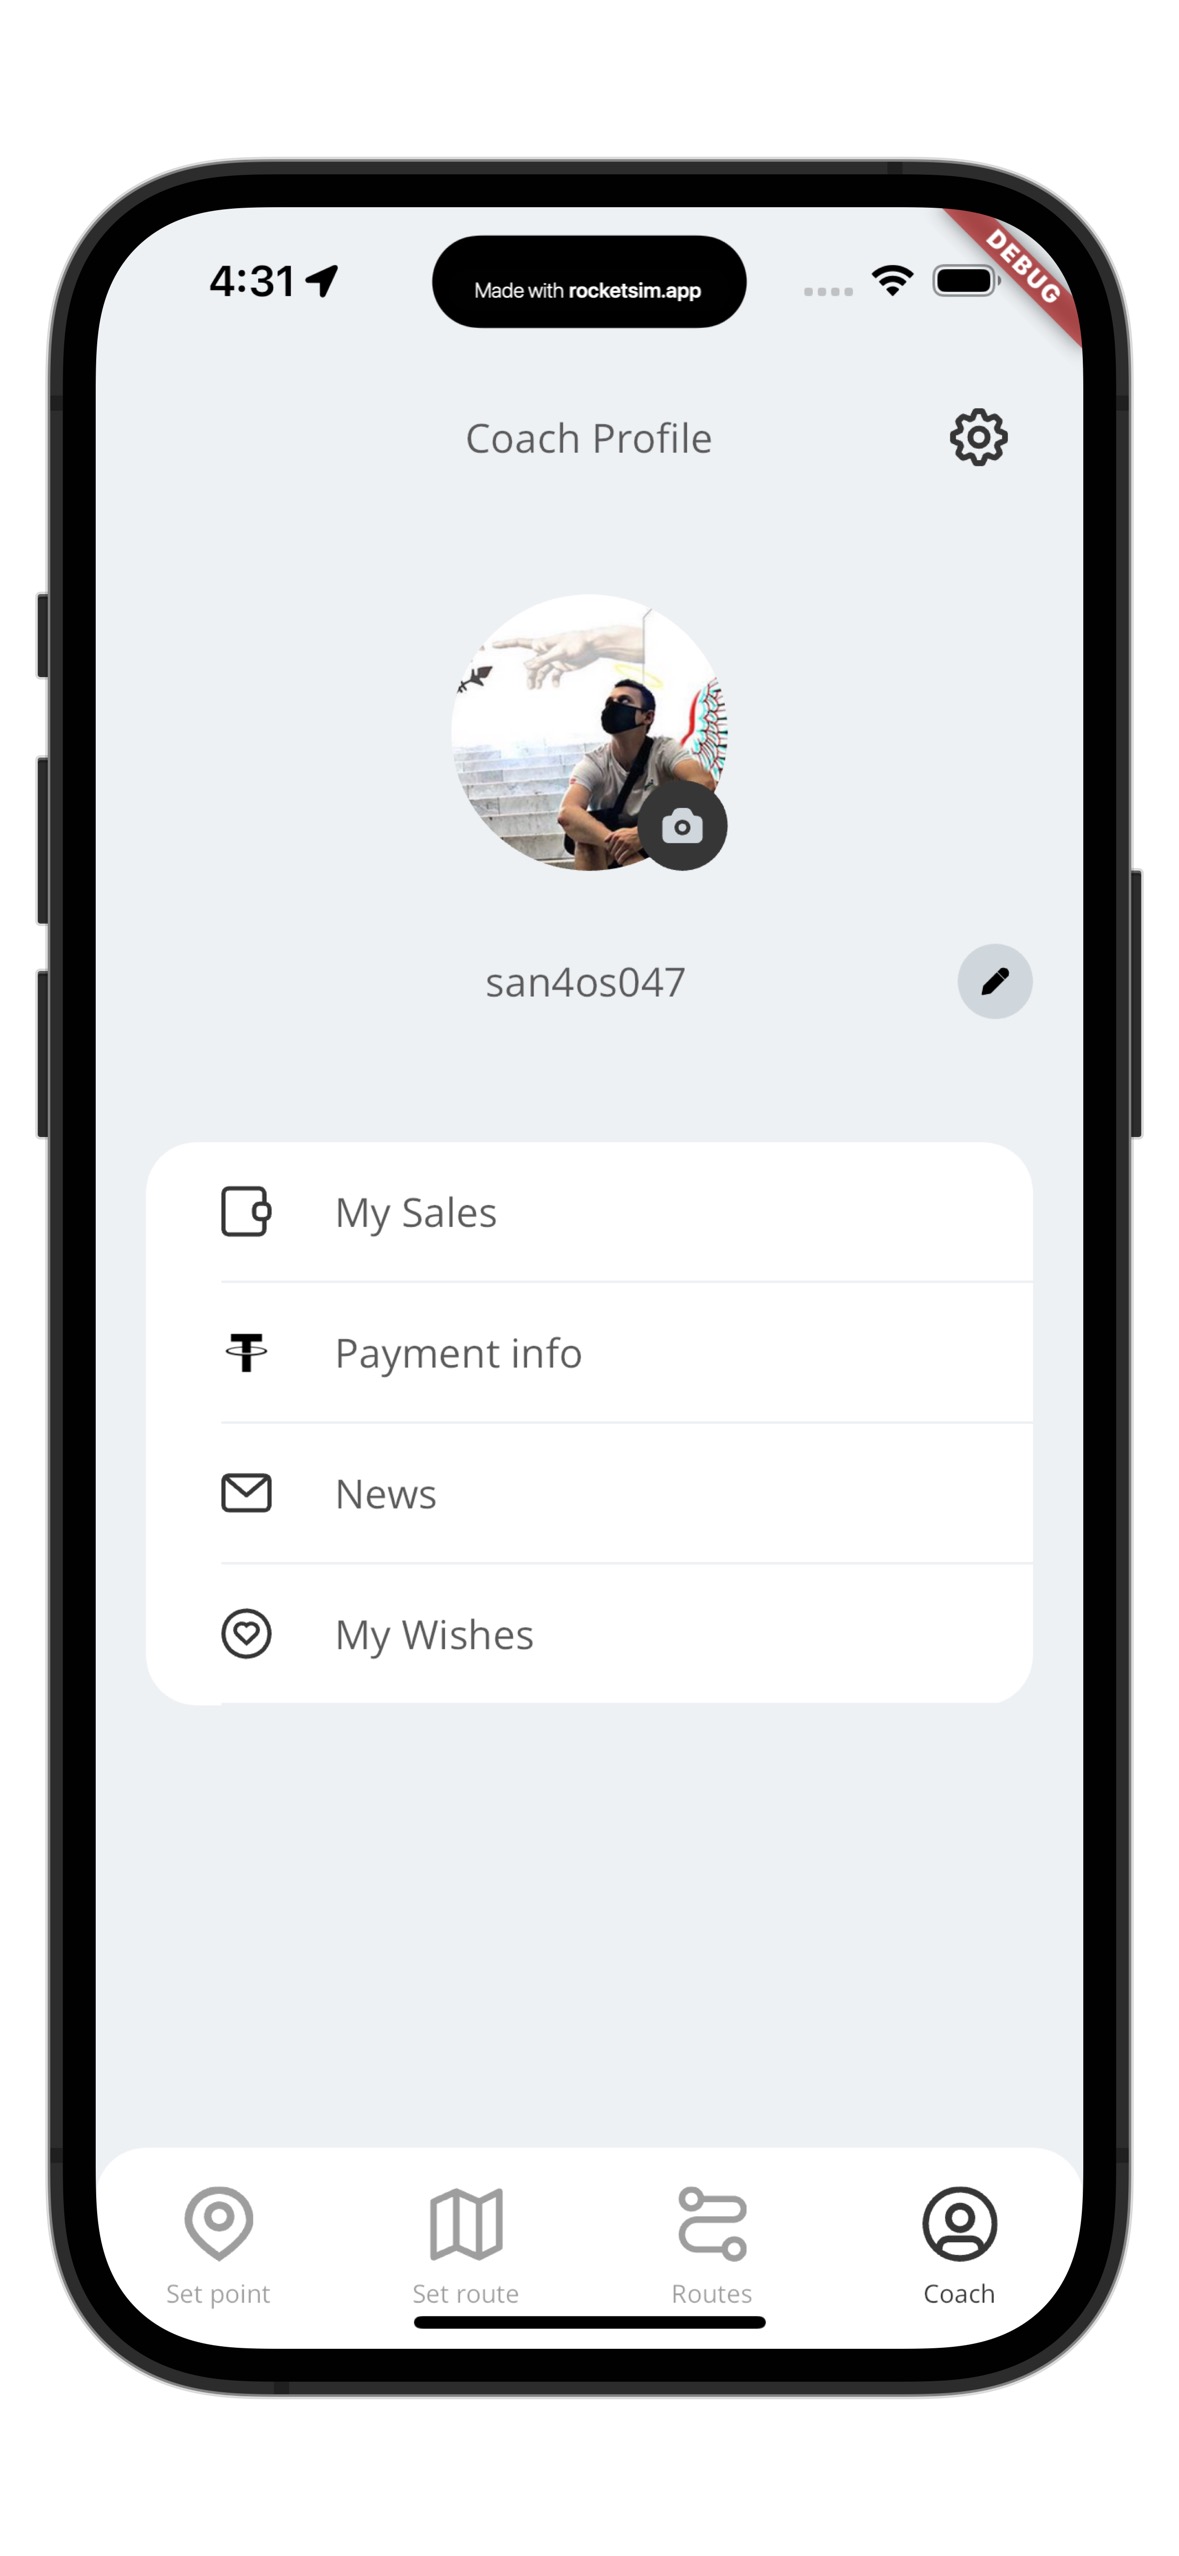 4:31
Made with rocketsim.app
DEBUG
Coach Profile
san4os047
My Sales
Payment info
News
My Wishes
Set point
Set route
Routes
Coach